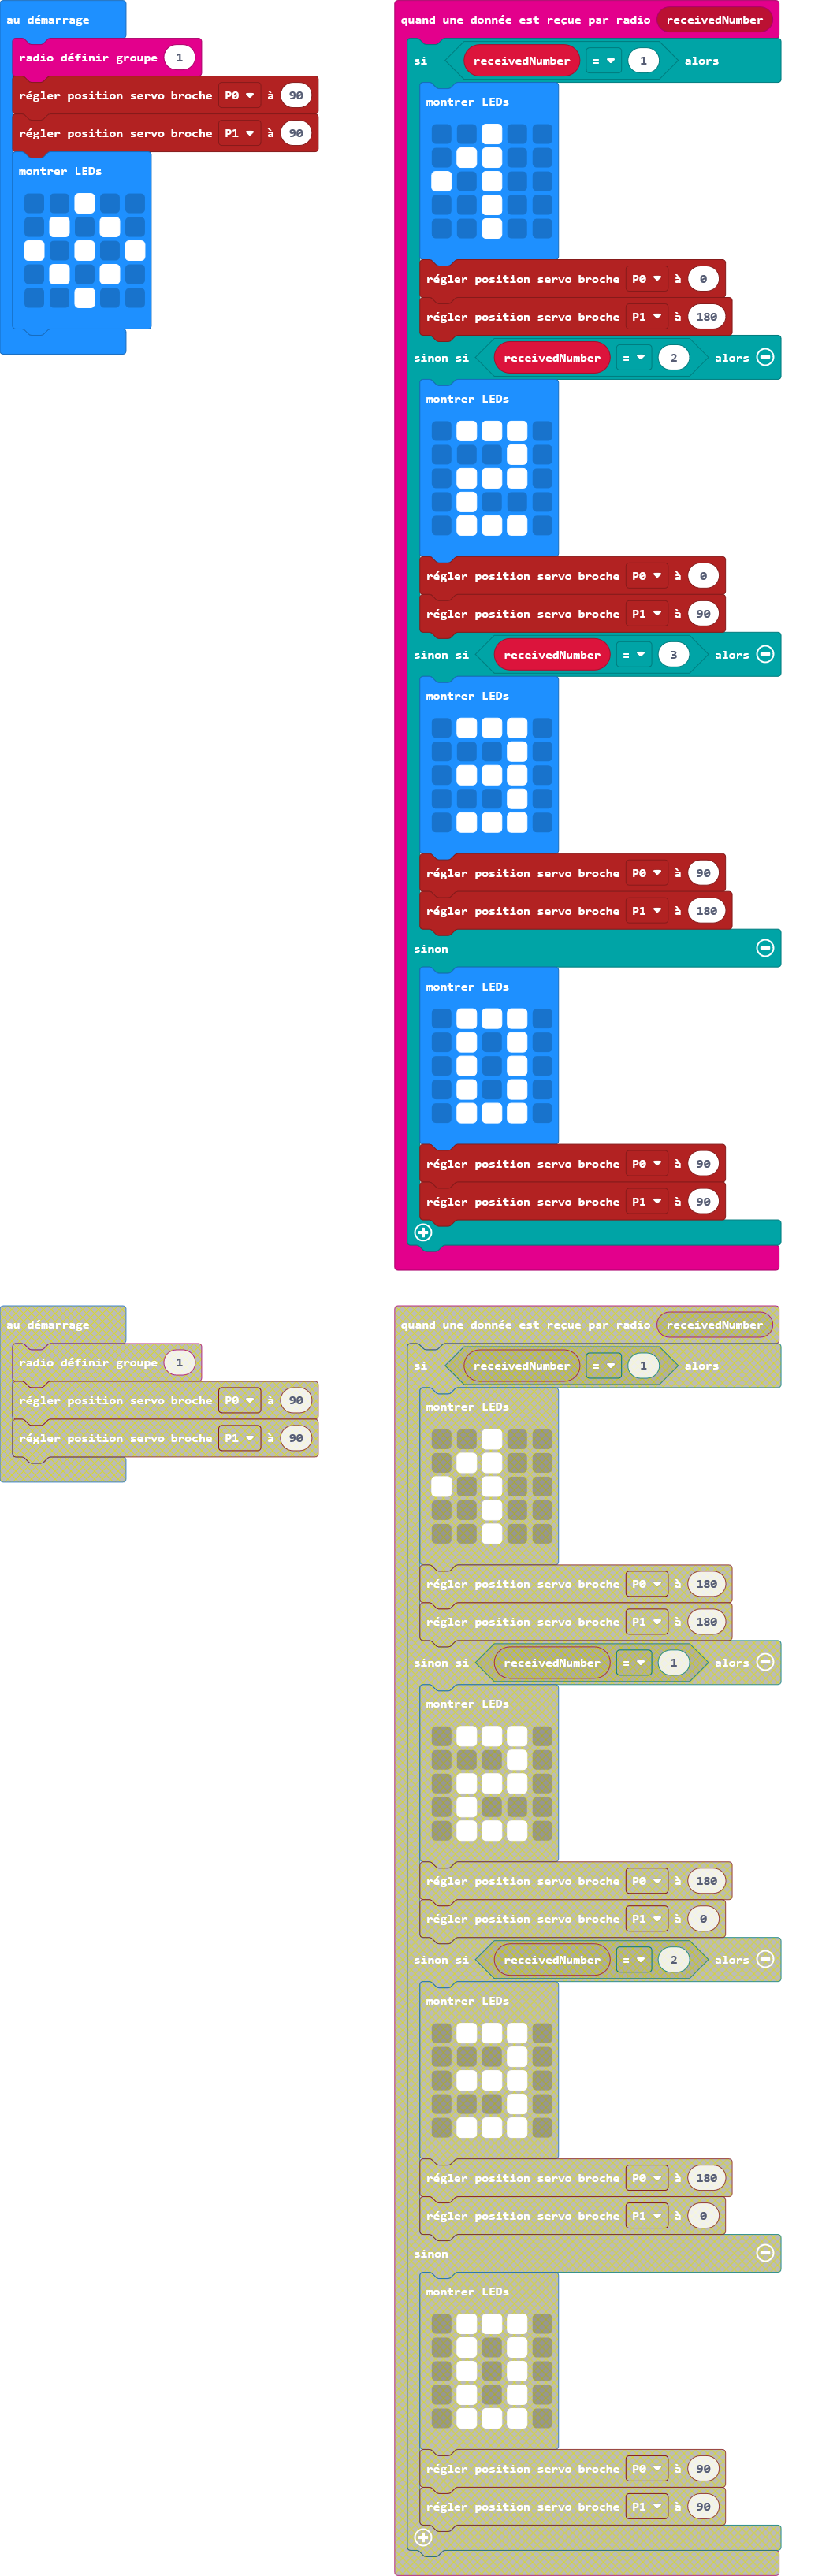 au démarrage
radio définir groupe 1
régler position servo broche P0 à 90
régler position servo broche P1 à 90
montrer LEDs
quand une donnée est reçue par radio receivedNumber
si receivedNumber = 1 alors
montrer LEDs
régler position servo broche P0 à 0
régler position servo broche P1 à 180
sinon si receivedNumber = 2 alors
montrer LEDs
régler position servo broche P0 à 0
régler position servo broche P1 à 90
sinon si receivedNumber = 3 alors
montrer LEDs
régler position servo broche P0 à 90
régler position servo broche P1 à 180
sinon
montrer LEDs
régler position servo broche P0 à 90
régler position servo broche P1 à 90
au démarrage
radio définir groupe 1
régler position servo broche P0 à 90
régler position servo broche P1 à 90
quand une donnée est reçue par radio receivedNumber
si receivedNumber = 1 alors
montrer LEDs
régler position servo broche P0 à 180
régler position servo broche P1 à 180
sinon si receivedNumber = 1 alors
montrer LEDs
régler position servo broche P0 à 180
régler position servo broche P1 à 0
sinon si receivedNumber = 2 alors
montrer LEDs
régler position servo broche P0 à 180
régler position servo broche P1 à 0
sinon
montrer LEDs
régler position servo broche P0 à 90
régler position servo broche P1 à 90